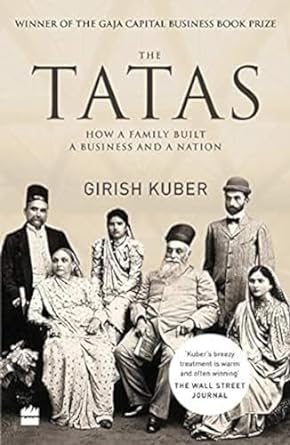 WINNER OF THE GAJA CAPITAL BUSINESS BOOK PRIZE
THE
TATAS
HOW A FAMILY BUILT
A BUSINESS AND A NATION
GIRISH KUBER
'Kuber's breezy
treatment is warm
and often winning'
THE WALL STREET
JOURNAL